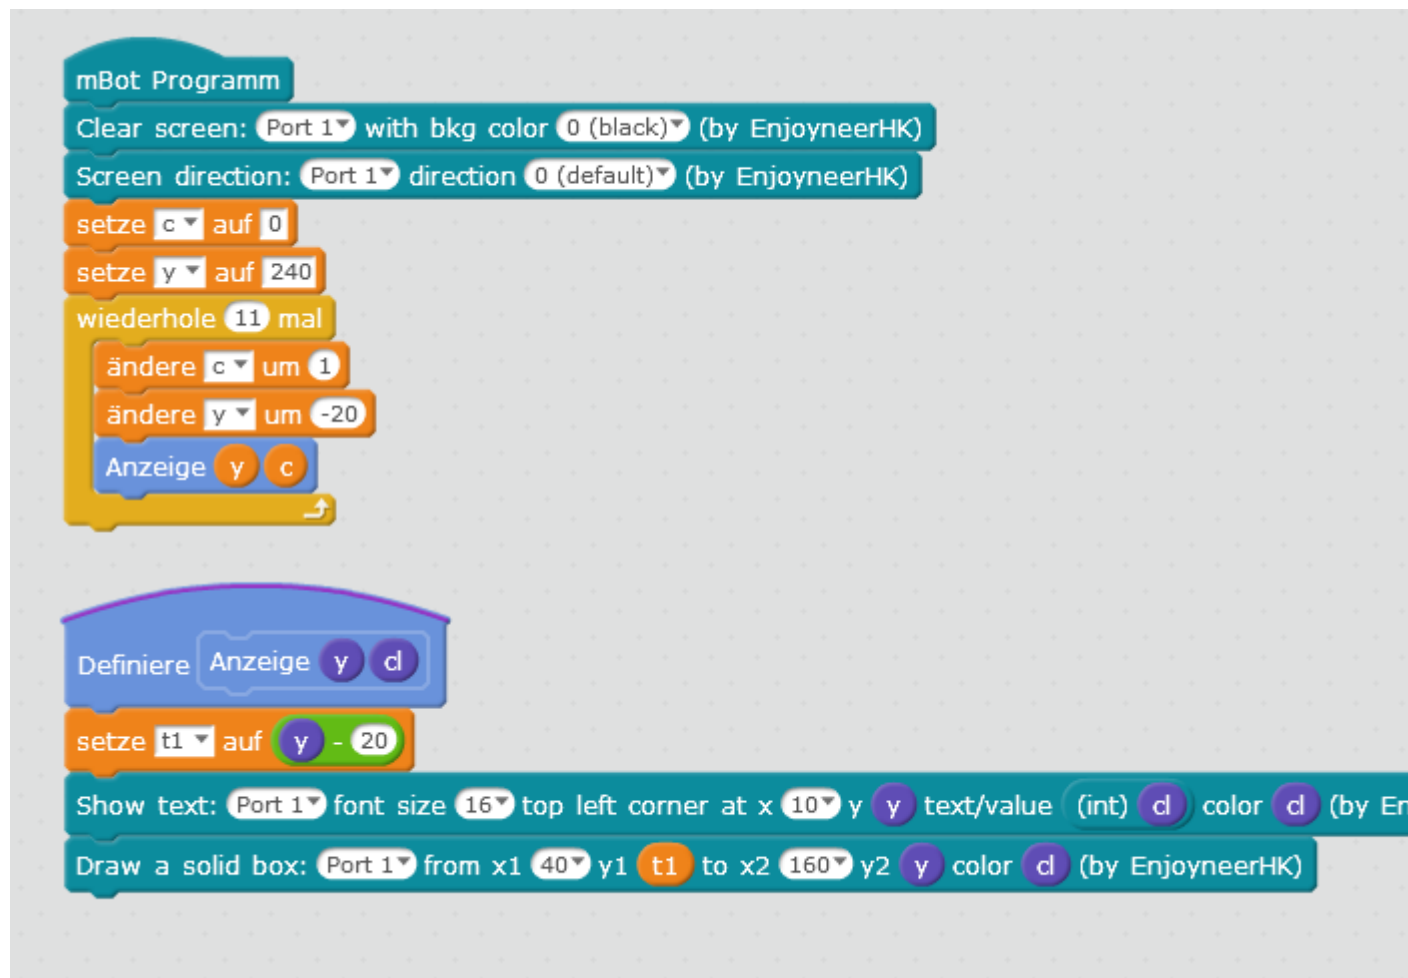 mBot Programm
Clear screen: Port 1 with bkg color 0 (black) (by EnjoyneerHK)
Screen direction: Port 1 direction 0 (default) (by EnjoyneerHK)
setze c auf 0
setze y auf 240
wiederhole 11 mal
ändere c um 1
ändere y um -20
Anzeige y c
Definiere Anzeige y cl
setze t1 auf y - 20
Show text: Port 1 font size 16 top left corner at x 10 y y text/value (int) cl color cl (by En
Draw a solid box: Port 1 from x1 40 y1 t1 to x2 160 y2 y color cl (by EnjoyneerHK)